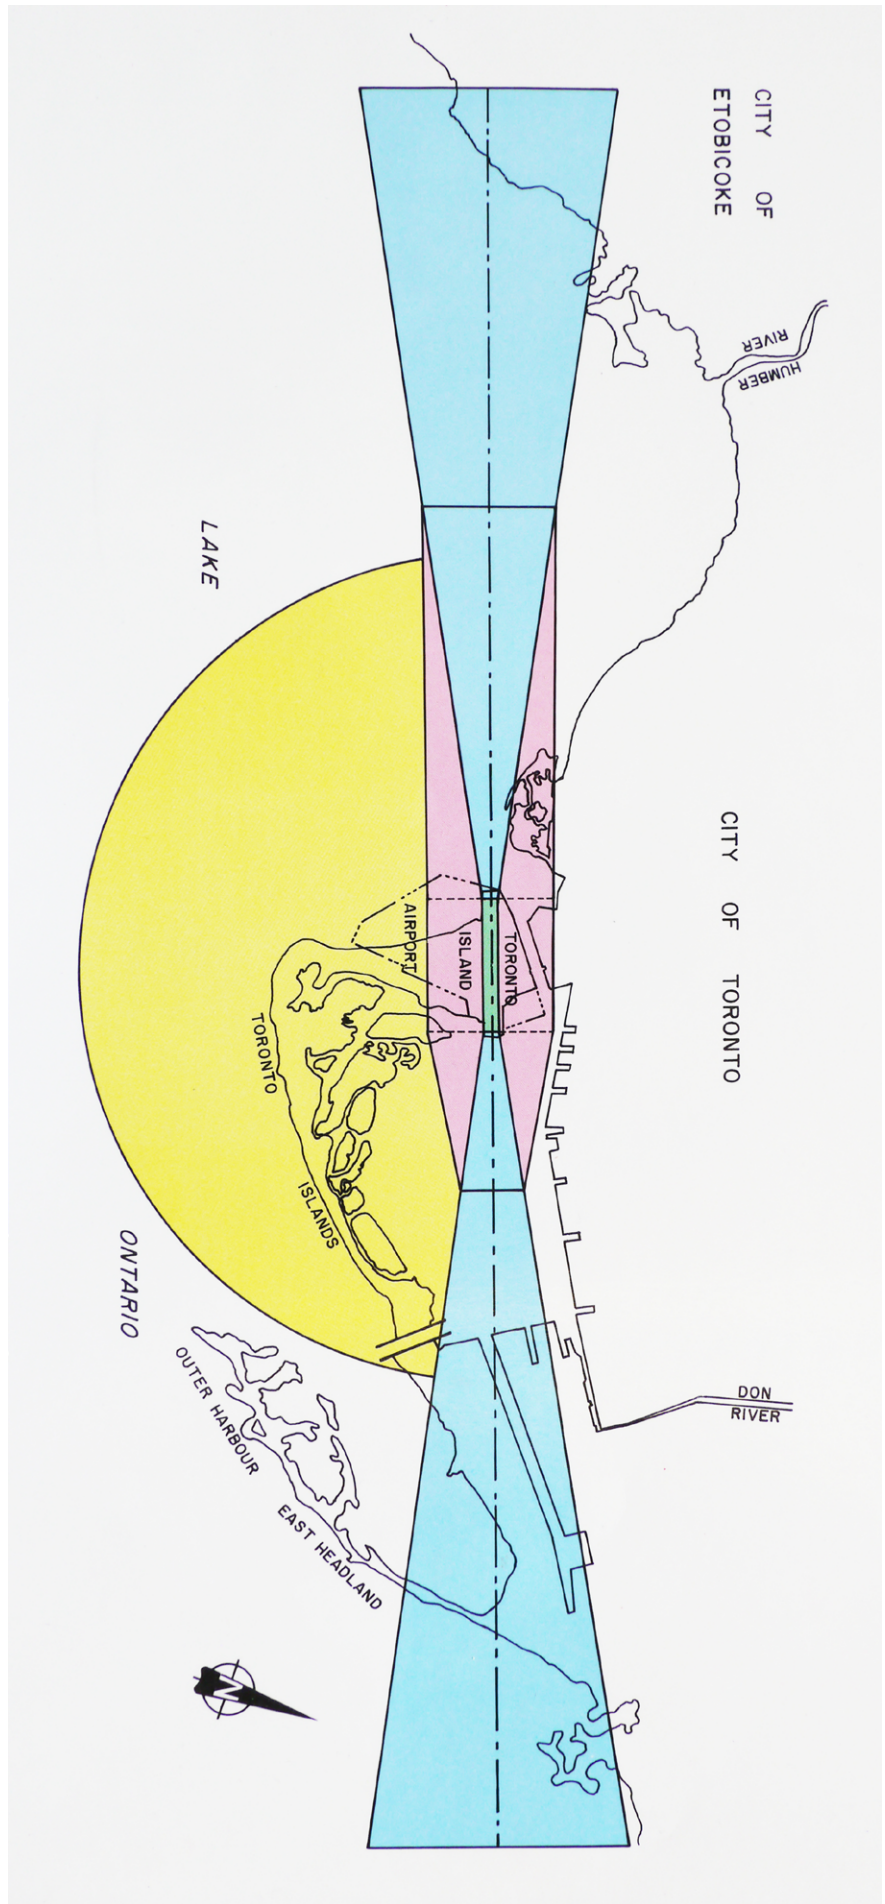 CITY OF
ETOBICOKE
RIVER
HUMBER
CITY OF TORONTO
LAKE
TORONTO
ISLAND
AIRPORT
TORONTO
ISLANDS
ONTARIO
DON
RIVER
OUTER HARBOUR
EAST HEADLAND
N